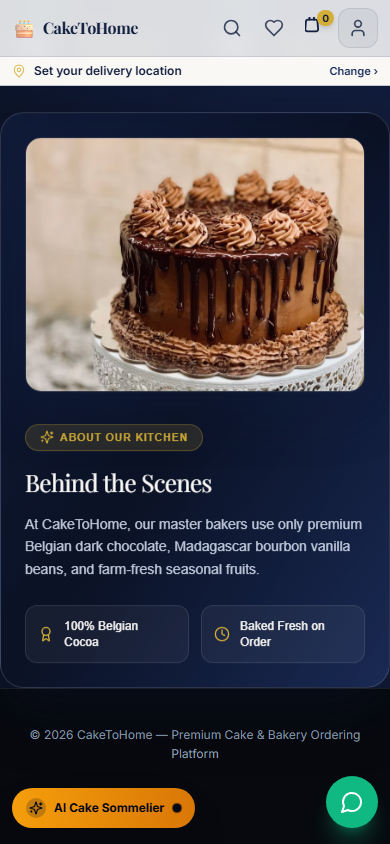 CakeToHome
0
Set your delivery location
Change ›
ABOUT OUR KITCHEN
Behind the Scenes
At CakeToHome, our master bakers use only premium
Belgian dark chocolate, Madagascar bourbon vanilla
beans, and farm-fresh seasonal fruits.
100% Belgian
Cocoa
Baked Fresh on
Order
© 2026 CakeToHome — Premium Cake & Bakery Ordering
Platform
AI Cake Sommelier